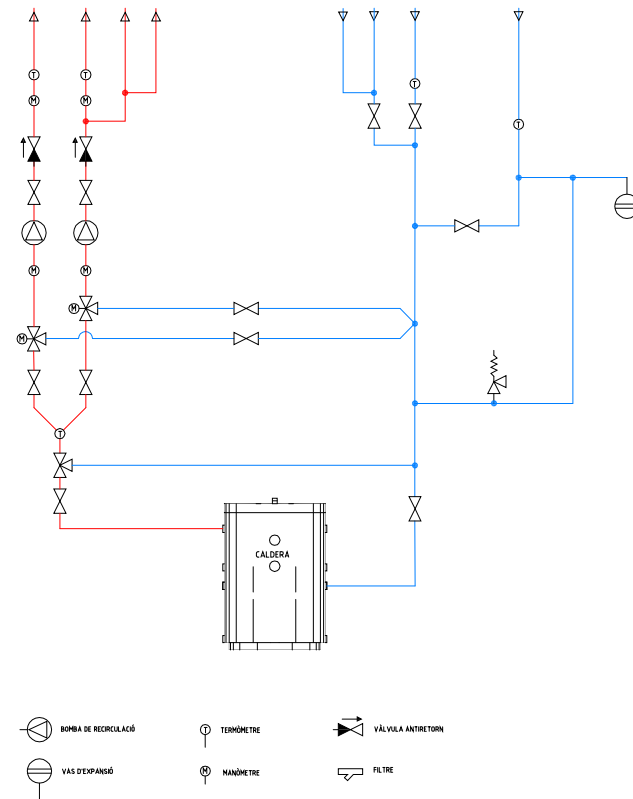 T
T
T
M
M
T
M
M
M
M
T
CALDERA
BOMBA DE RECIRCULACIÓ
T
TERMÒMETRE
VÀLVULA ANTIRETORN
VAS D'EXPANSIÓ
M
MANÒMETRE
FILTRE